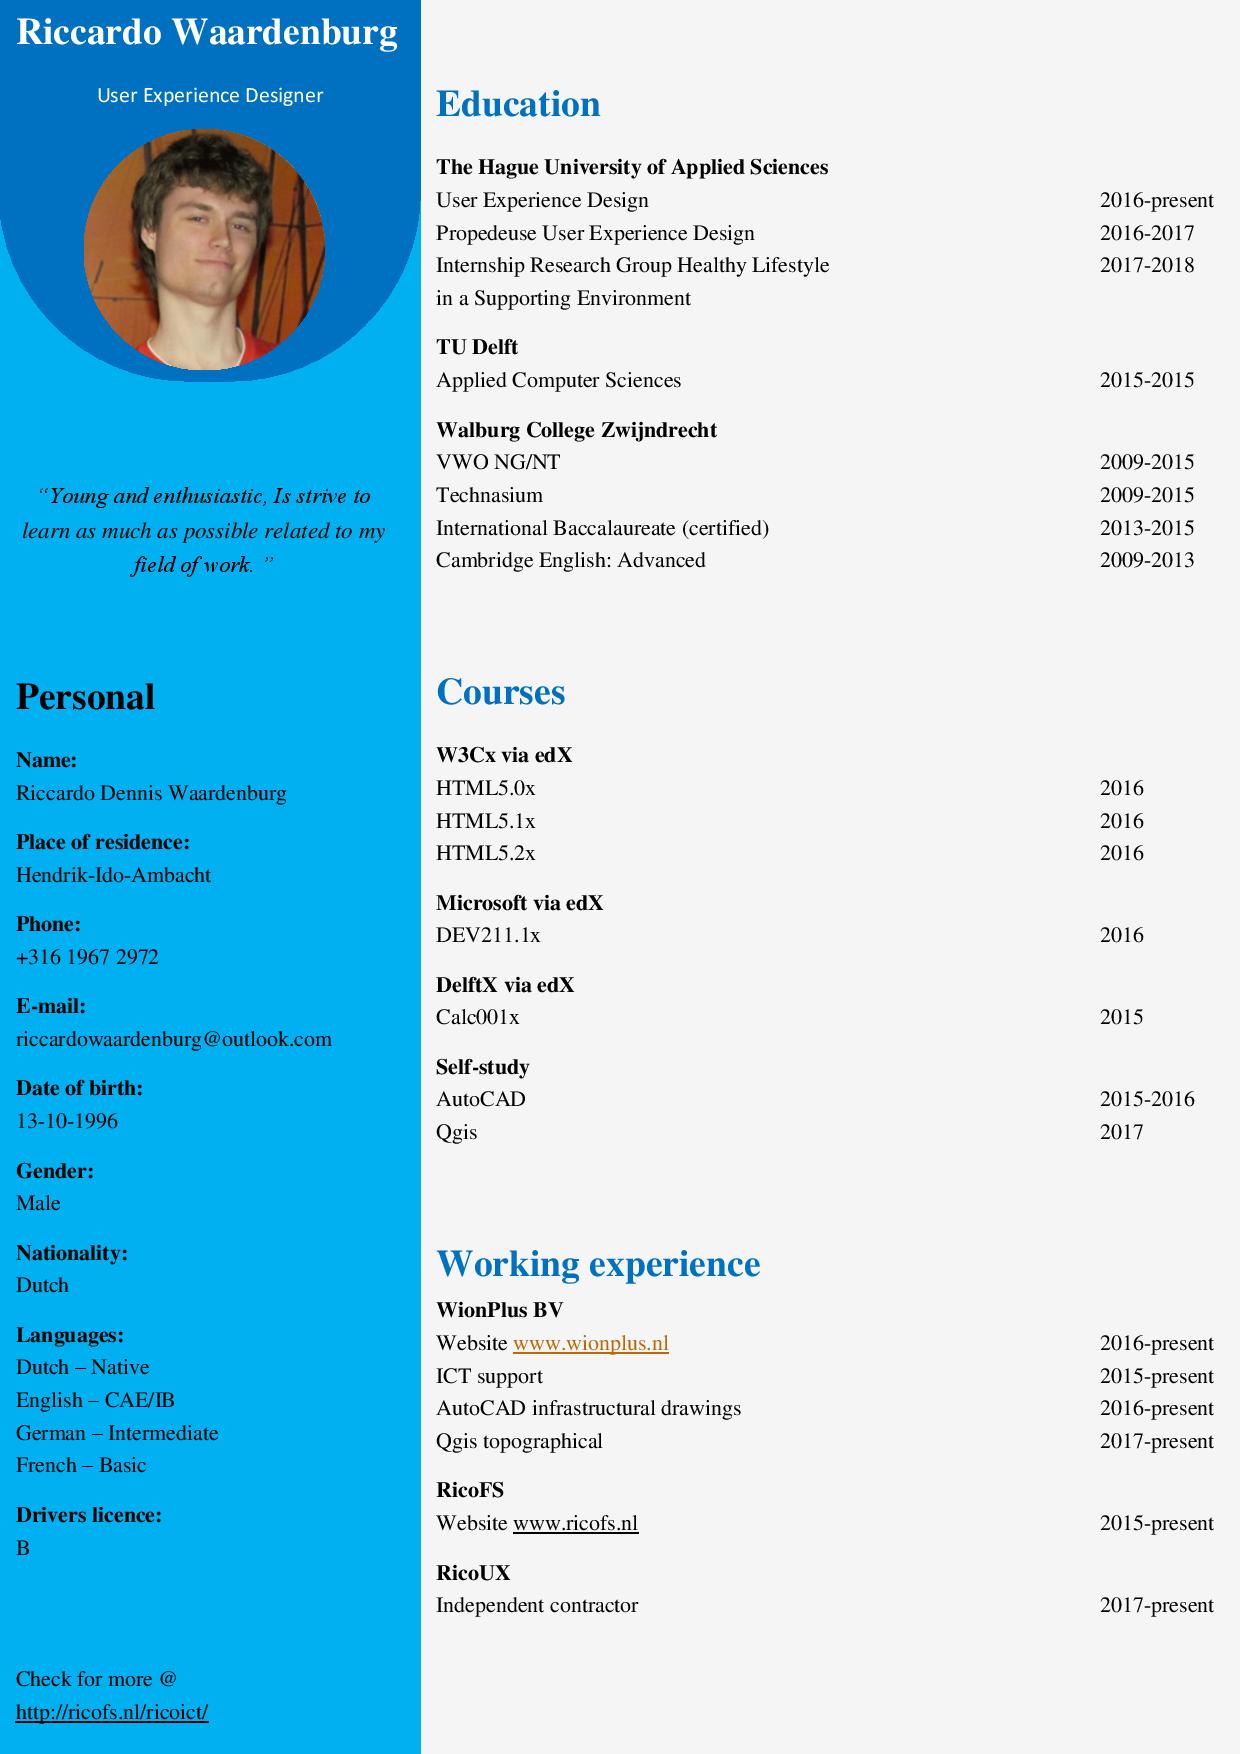 Riccardo Waardenburg
User Experience Designer
“Young and enthusiastic, Is strive to
learn as much as possible related to my
field of work. ”
Personal
Name:
Riccardo Dennis Waardenburg
Place of residence:
Hendrik-Ido-Ambacht
Phone:
+316 1967 2972
E-mail:
riccardowaardenburg@outlook.com
Date of birth:
13-10-1996
Gender:
Male
Nationality:
Dutch
Languages:
Dutch – Native
English – CAE/IB
German – Intermediate
French – Basic
Drivers licence:
B
Check for more @
http://ricofs.nl/ricoict/
Education
The Hague University of Applied Sciences
User Experience Design 2016-present
Propedeuse User Experience Design 2016-2017
Internship Research Group Healthy Lifestyle 2017-2018
in a Supporting Environment
TU Delft
Applied Computer Sciences 2015-2015
Walburg College Zwijndrecht
VWO NG/NT 2009-2015
Technasium 2009-2015
International Baccalaureate (certified) 2013-2015
Cambridge English: Advanced 2009-2013
Courses
W3Cx via edX
HTML5.0x 2016
HTML5.1x 2016
HTML5.2x 2016
Microsoft via edX
DEV211.1x 2016
DelftX via edX
Calc001x 2015
Self-study
AutoCAD 2015-2016
Qgis 2017
Working experience
WionPlus BV
Website www.wionplus.nl 2016-present
ICT support 2015-present
AutoCAD infrastructural drawings 2016-present
Qgis topographical 2017-present
RicoFS
Website www.ricofs.nl 2015-present
RicoUX
Independent contractor 2017-present